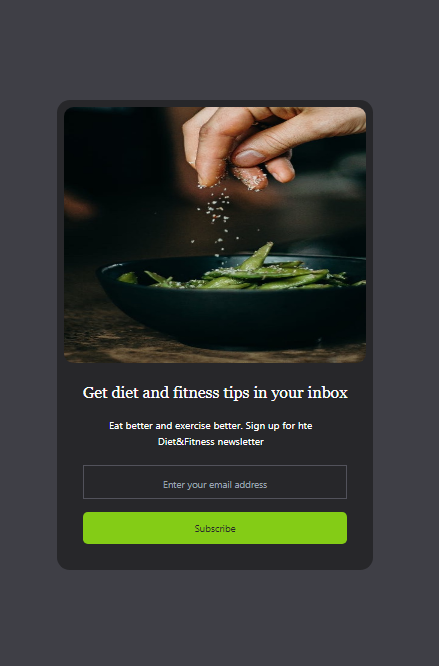 Get diet and fitness tips in your inbox
Eat better and exercise better. Sign up for hte
Diet&Fitness newsletter
Enter your email address
Subscribe